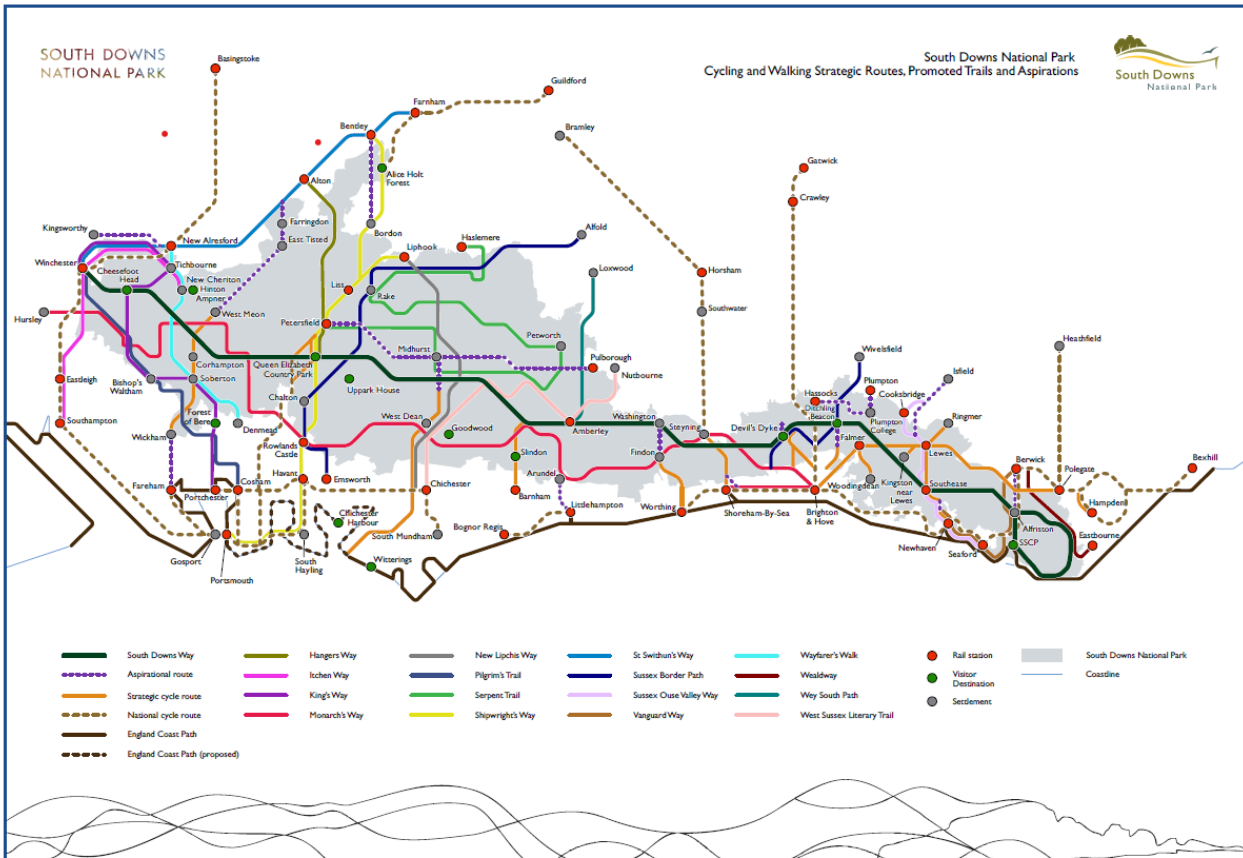 SOUTH DOWNS
NATIONAL PARK
South Downs National Park
Cycling and Walking Strategic Routes, Promoted Trails and Aspirations
South Downs
National Park
Basingstoke
Guildford
Farnham
Bentley
Bramley
Gatwick
Alice Holt
Forest
Alton
Crawley
Kingsworthy
Farringdon
Bordon
Alfold
New Alresford
East Tisted
Haslemere
Liphook
Winchester
Tichbourne
Cheesefoot
Head
New Cheriton
Hinton
Ampner
Liss
Rake
Loxwood
Horsham
Hursley
West Meon
Southwater
Petersfield
Petworth
Heathfield
Midhurst
Corhampton
Queen Elizabeth
Country Park
Pulborough
Nutbourne
Wivelsfield
Eastleigh
Bishop's
Waltham
Soberton
Uppark House
Isfield
Plumpton
Cooksbridge
Chalton
Hassocks
Ditchling
Beacon
Plumpton
College
Southampton
Forest
of Bere
Denmead
West Dean
Goodwood
Amberley
Washington
Steyning
Devil's Dyke
Falmer
Ringmer
Wickham
Rowlands
Castle
Slindon
Findon
Lewes
Berwick
Polegate
Bexhill
Fareham
Portchester
Cosham
Havant
Emsworth
Chichester
Arundel
Barnham
Woodingdean
Kingston
near
Lewes
Southease
Hampden
Chichester
Harbour
Bognor Regis
Littlehampton
Worthing
Shoreham-By-Sea
Brighton
& Hove
Alfriston
Gosport
Portsmouth
South
Hayling
South Mundham
Witterings
Newhaven
Seaford
SSCP
Eastbourne
South Downs Way
Hangers Way
New Lipchis Way
St Swithun's Way
Wayfarer's Walk
Rail station
South Downs National Park
Aspirational route
Itchen Way
Pilgrim's Trail
Sussex Border Path
Wealdway
Visitor
Destination
Coastline
Strategic cycle route
King's Way
Serpent Trail
Sussex Ouse Valley Way
Wey South Path
Settlement
National cycle route
Monarch's Way
Shipwright's Way
Vanguard Way
West Sussex Literary Trail
England Coast Path
England Coast Path (proposed)